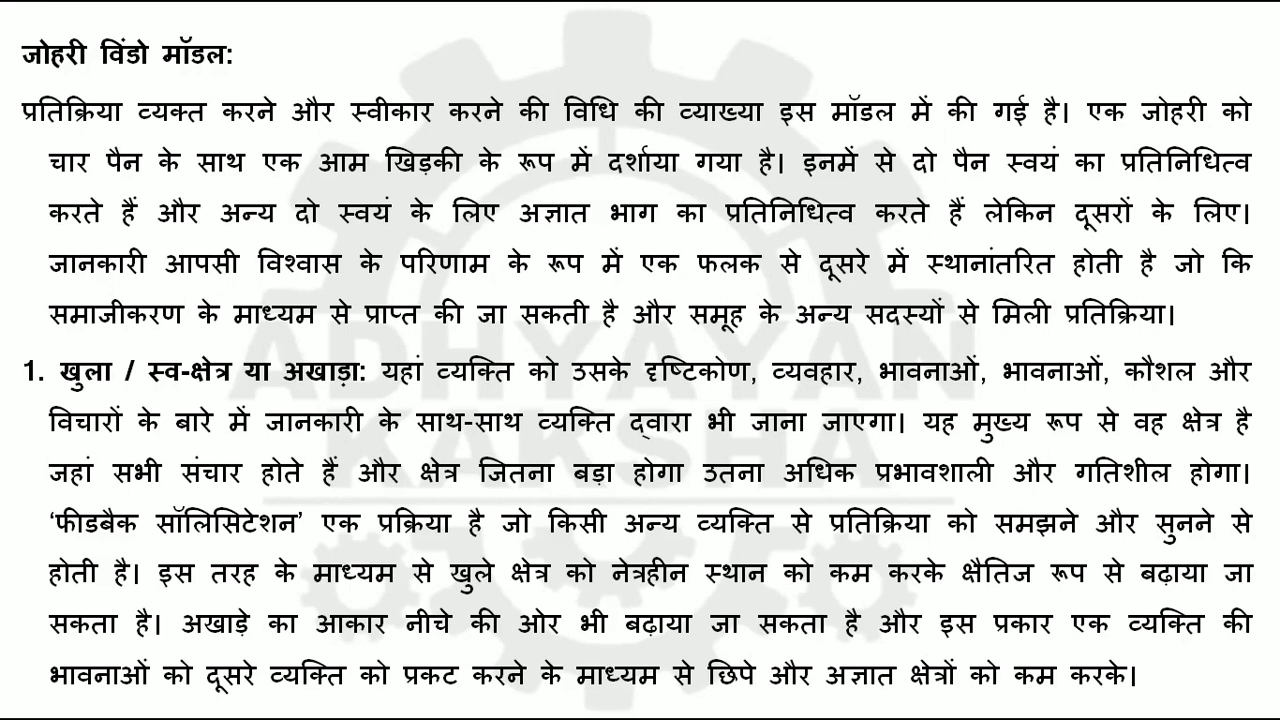 जोहरी विंडो मॉडल:
प्रतिक्रिया व्यक्त करने और स्वीकार करने की विधि की व्याख्या इस मॉडल में की गई है। एक जोहरी को
चार पैन के साथ एक आम खिड़की के रूप में दर्शाया गया है। इनमें से दो पैन स्वयं का प्रतिनिधित्व
करते हैं और अन्य दो स्वयं के लिए अज्ञात भाग का प्रतिनिधित्व करते हैं लेकिन दूसरों के लिए।
जानकारी आपसी विश्वास के परिणाम के रूप में एक फलक से दूसरे में स्थानांतरित होती है जो कि
समाजीकरण के माध्यम से प्राप्त की जा सकती है और समूह के अन्य सदस्यों से मिली प्रतिक्रिया।
1. खुला / स्व-क्षेत्र या अखाड़ा: यहां व्यक्ति को उसके दृष्टिकोण, व्यवहार, भावनाओं, भावनाओं, कौशल और
विचारों के बारे में जानकारी के साथ-साथ व्यक्ति द्वारा भी जाना जाएगा। यह मुख्य रूप से वह क्षेत्र है
जहां सभी संचार होते हैं और क्षेत्र जितना बड़ा होगा उतना अधिक प्रभावशाली और गतिशील होगा।
‘फीडबैक सॉलिसिटेशन’ एक प्रक्रिया है जो किसी अन्य व्यक्ति से प्रतिक्रिया को समझने और सुनने से
होती है। इस तरह के माध्यम से खुले क्षेत्र को नेत्रहीन स्थान को कम करके क्षैतिज रूप से बढ़ाया जा
सकता है। अखाड़े का आकार नीचे की ओर भी बढ़ाया जा सकता है और इस प्रकार एक व्यक्ति की
भावनाओं को दूसरे व्यक्ति को प्रकट करने के माध्यम से छिपे और अज्ञात क्षेत्रों को कम करके।
ADHYAYAN
KAKSHA